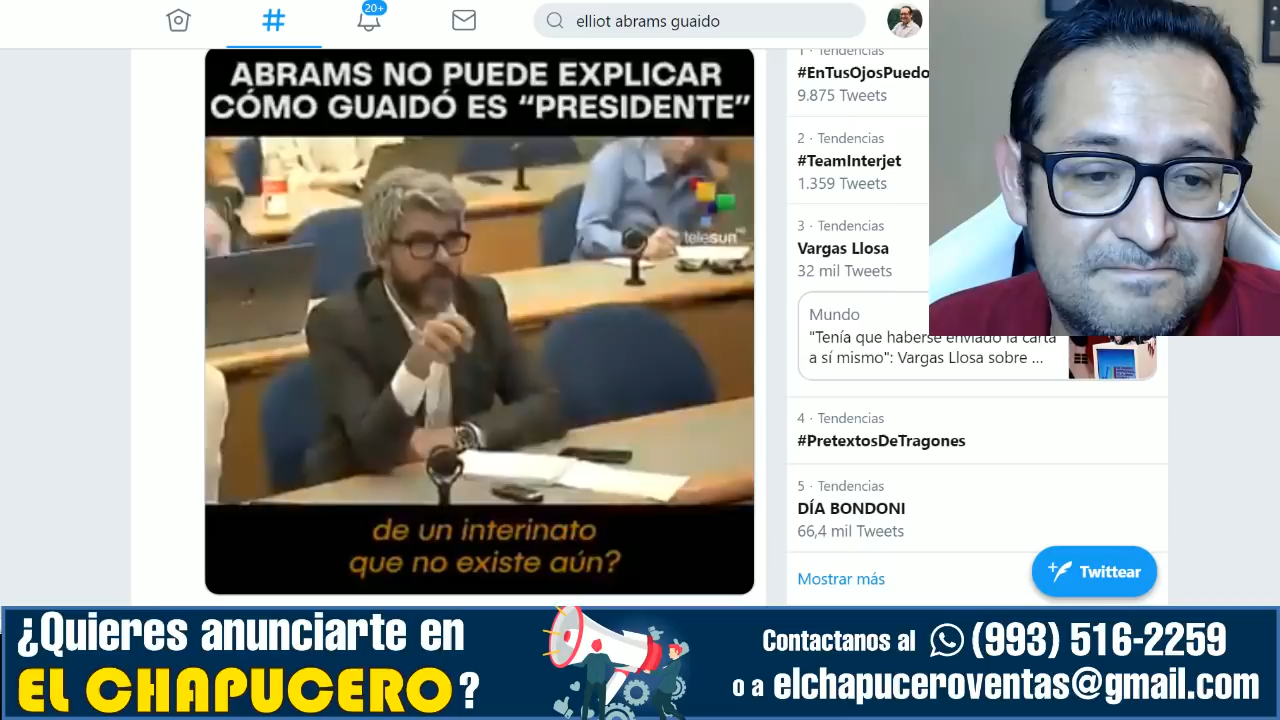 20+
elliot abrams guaido
ABRAMS NO PUEDE EXPLICAR
CÓMO GUAIDÓ ES “PRESIDENTE”
telesur
HD
de un interinato
que no existe aún?
1 · Tendencias
#EnTusOjosPuedo
9.875 Tweets
2 · Tendencias
#TeamInterjet
1.359 Tweets
3 · Tendencias
Vargas Llosa
32 mil Tweets
Mundo
"Tenía que haberse enviado la carta
a sí mismo": Vargas Llosa sobre ...
4 · Tendencias
#PretextosDeTragones
5 · Tendencias
DÍA BONDONI
66,4 mil Tweets
Mostrar más
Twittear
¿Quieres anunciarte en
EL CHAPUCERO?
Contactanos al (993) 516-2259
o a elchapuceroventas@gmail.com